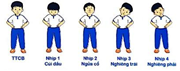 TTCB
Nhịp 1
Cúi đầu
Nhịp 2
Ngửa cổ
Nhịp 3
Nghiêng trái
Nhịp 4
Nghiêng phải